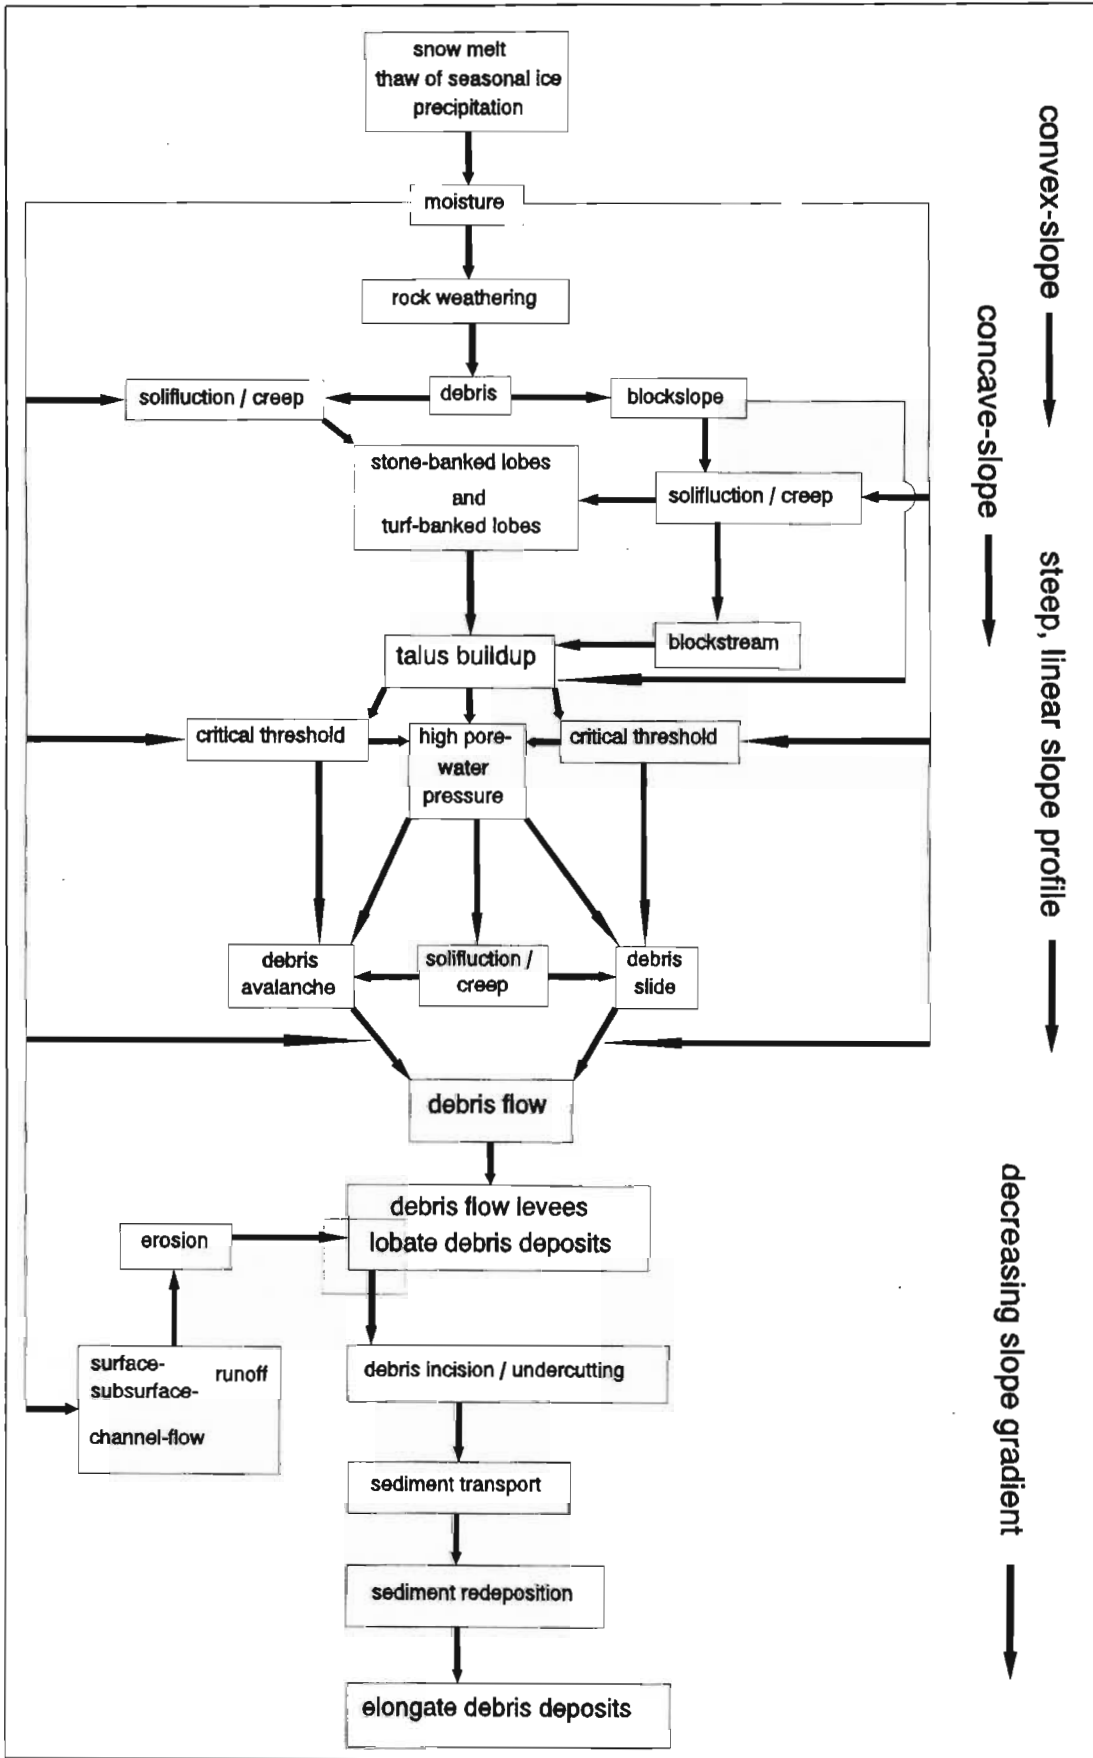 snow melt
thaw of seasonal ice
precipitation
moisture
rock weathering
solifluction / creep
debris
blockslope
stone-banked lobes
and
turf-banked lobes
solifluction / creep
talus buildup
blockstream
critical threshold
high pore-
water
pressure
critical threshold
debris
avalanche
solifluction /
creep
debris
slide
debris flow
debris flow levees
lobate debris deposits
erosion
surface-
runoff
subsurface-
channel-flow
debris incision / undercutting
sediment transport
sediment redeposition
elongate debris deposits
convex-slope
concave-slope
steep, linear slope profile
decreasing slope gradient